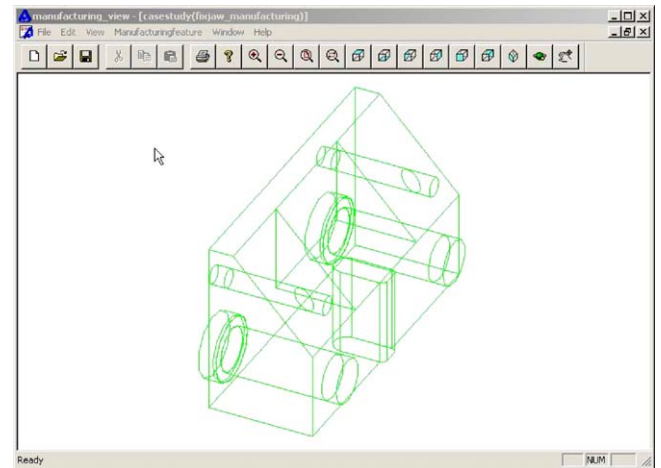 manufacturing_view - [casestudy(fixjaw_manufacturing)]
File Edit View Manufacturingfeature Window Help
Ready NUM